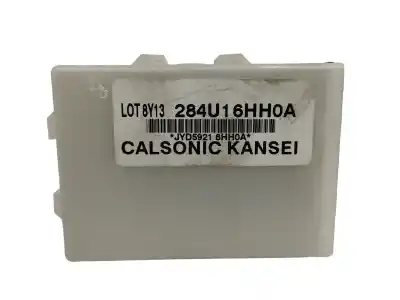 LOT 8Y13 284U16HH0A
*JYD5921 6HH0A*
CALSONIC KANSEI